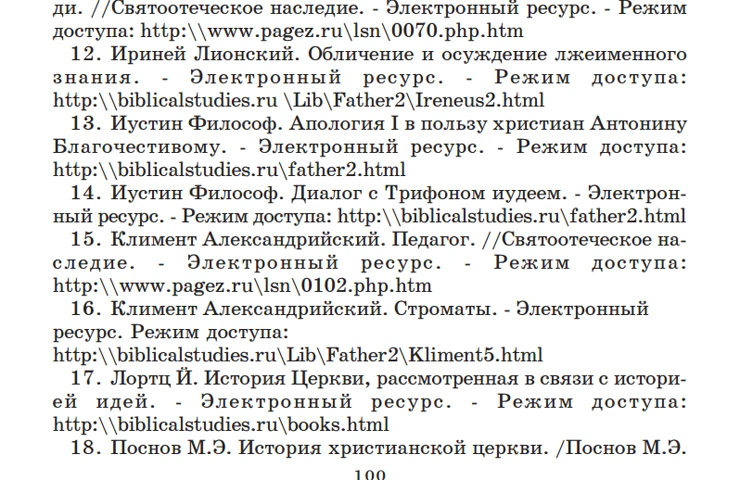 ди. //Святоотеческое наследие. - Электронный ресурс. - Режим
доступа: http:\\www.pagez.ru\lsn\0070.php.htm
12. Ириней Лионский. Обличение и осуждение лжеименного
знания. - Электронный ресурс. - Режим доступа:
http:\\biblicalstudies.ru \Lib\Father2\Ireneus2.html
13. Иустин Философ. Апология I в пользу христиан Антонину
Благочестивому. - Электронный ресурс. - Режим доступа:
http:\\biblicalstudies.ru\father2.html
14. Иустин Философ. Диалог с Трифоном иудеем. - Электрон-
ный ресурс. - Режим доступа: http:\\biblicalstudies.ru\father2.html
15. Климент Александрийский. Педагог. //Святоотеческое на-
следие. - Электронный ресурс. - Режим доступа:
http:\\www.pagez.ru\lsn\0102.php.htm
16. Климент Александрийский. Строматы. - Электронный
ресурс. Режим доступа:
http:\\biblicalstudies.ru\Lib\Father2\Kliment5.html
17. Лортц Й. История Церкви, рассмотренная в связи с истори-
ей идей. - Электронный ресурс. - Режим доступа:
http:\\biblicalstudies.ru\books.html
18. Поснов М.Э. История христианской церкви. /Поснов М.Э.
100